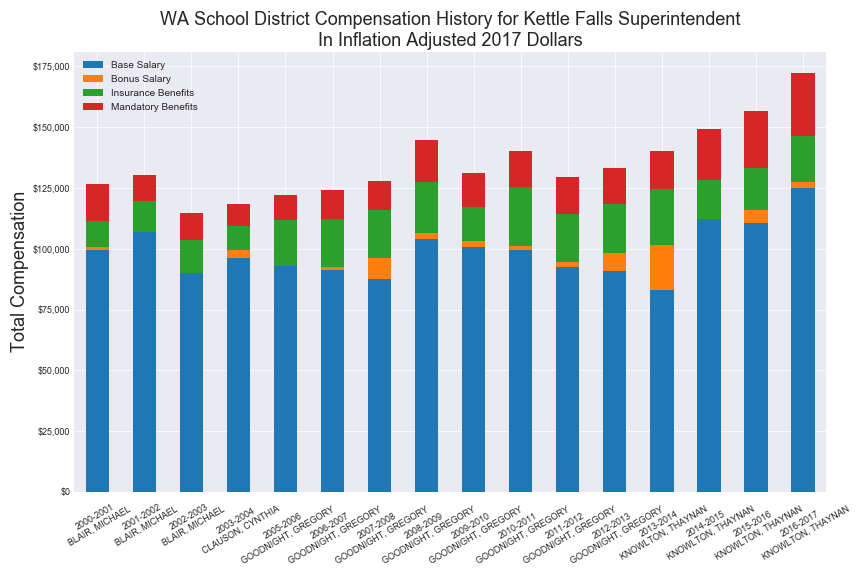 WA School District Compensation History for Kettle Falls Superintendent
In Inflation Adjusted 2017 Dollars
Base Salary
Bonus Salary
Insurance Benefits
Mandatory Benefits
Total Compensation
$175,000
$150,000
$125,000
$100,000
$75,000
$50,000
$25,000
$0
2000-2001
BLAIR, MICHAEL
2001-2002
BLAIR, MICHAEL
2002-2003
BLAIR, MICHAEL
2003-2004
CLAUSON, CYNTHIA
2005-2006
GOODNIGHT, GREGORY
2006-2007
GOODNIGHT, GREGORY
2007-2008
GOODNIGHT, GREGORY
2008-2009
GOODNIGHT, GREGORY
2009-2010
GOODNIGHT, GREGORY
2010-2011
GOODNIGHT, GREGORY
2011-2012
GOODNIGHT, GREGORY
2012-2013
GOODNIGHT, GREGORY
2013-2014
KNOWLTON, THAYNAN
2014-2015
KNOWLTON, THAYNAN
2015-2016
KNOWLTON, THAYNAN
2016-2017
KNOWLTON, THAYNAN